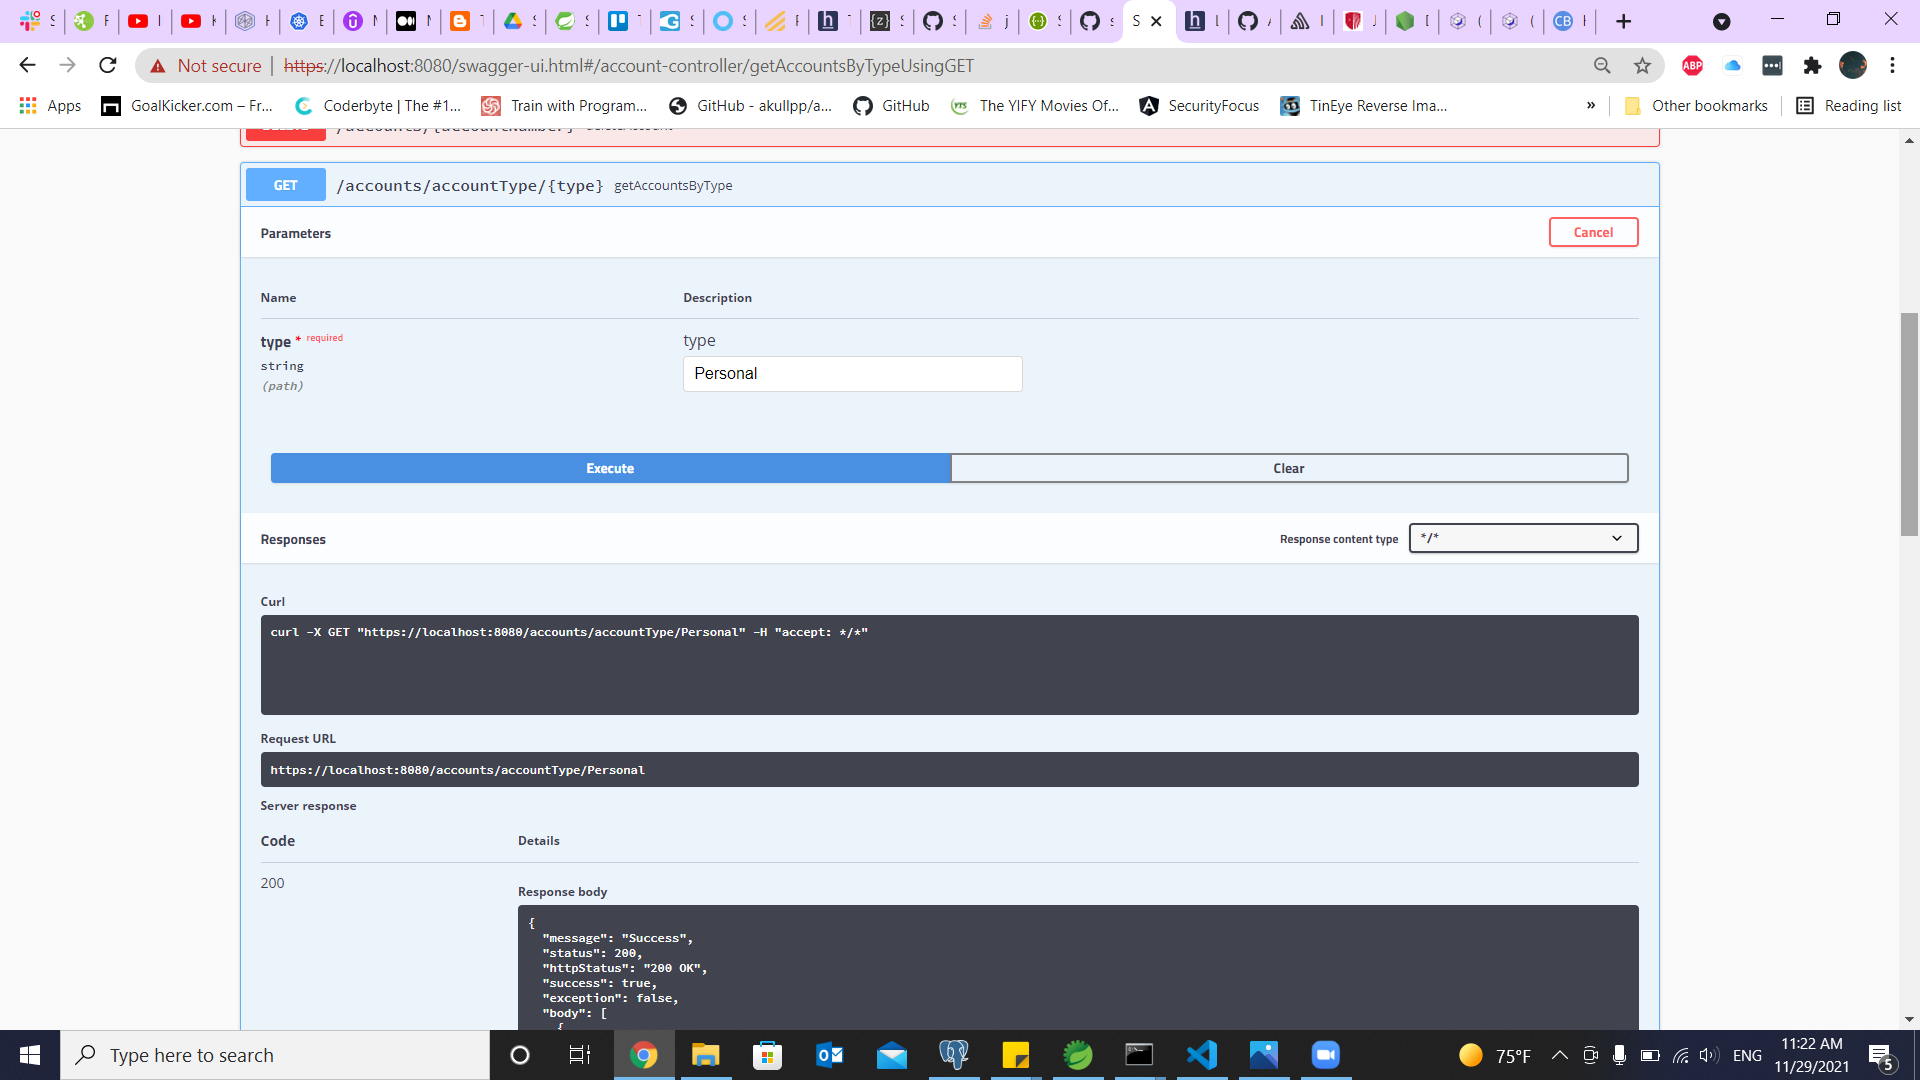 Not secure | https://localhost:8080/swagger-ui.html#/account-controller/getAccountsByTypeUsingGET
ABP
Apps GoalKicker.com – Fr... Coderbyte | The #1... Train with Program... GitHub - akullpp/a... GitHub The YIFY Movies Of... SecurityFocus TinEye Reverse Ima... » Other bookmarks Reading list
GET /accounts/accountType/{type} getAccountsByType
Parameters Cancel
Name Description
type * required type
string
(path)
Personal
Execute Clear
Responses Response content type */*
Curl
curl -X GET "https://localhost:8080/accounts/accountType/Personal" -H "accept: */*"
Request URL
https://localhost:8080/accounts/accountType/Personal
Server response
Code Details
200
Response body
{
"message": "Success",
"status": 200,
"httpStatus": "200 OK",
"success": true,
"exception": false,
"body": [
{
Type here to search 75°F ENG 11:22 AM
11/29/2021 5